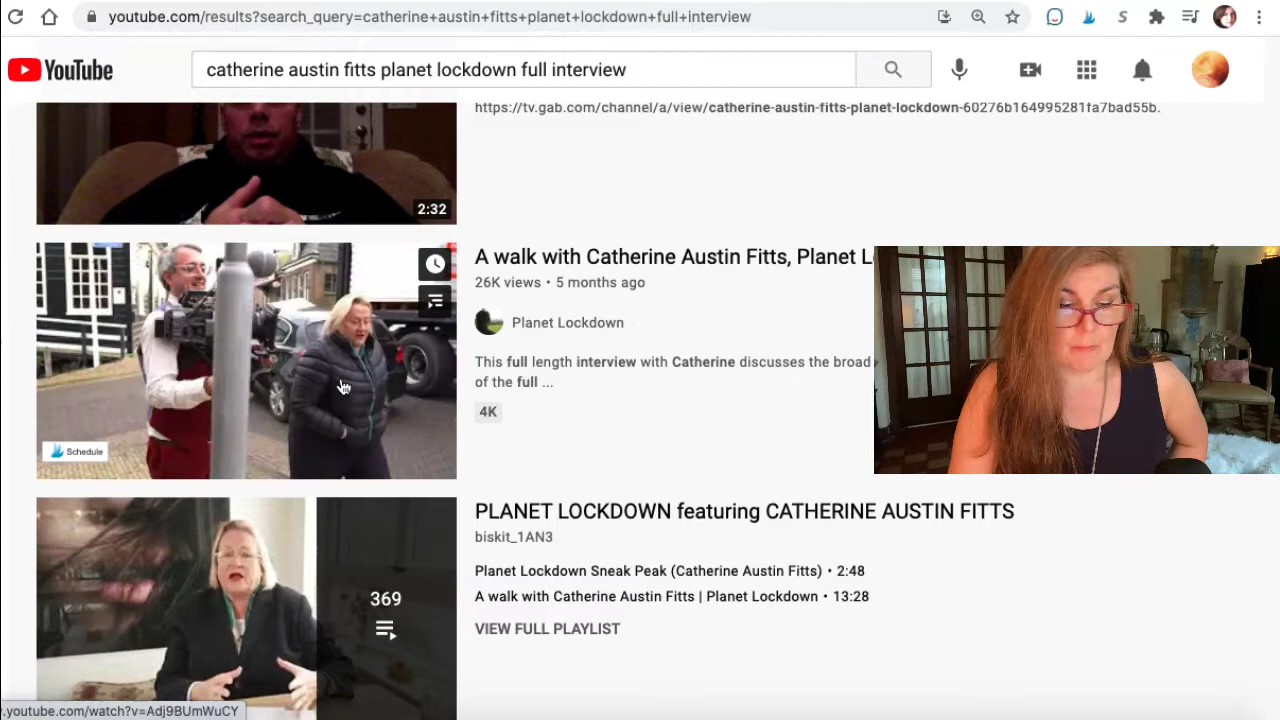 youtube.com/results?search_query=catherine+austin+fitts+planet+lockdown+full+interview
YouTube
catherine austin fitts planet lockdown full interview
https://tv.gab.com/channel/a/view/catherine-austin-fitts-planet-lockdown-60276b164995281fa7bad55b.
2:32
A walk with Catherine Austin Fitts, Planet L
26K views • 5 months ago
Planet Lockdown
This full length interview with Catherine discusses the broad
of the full ...
4K
Schedule
PLANET LOCKDOWN featuring CATHERINE AUSTIN FITTS
biskit_1AN3
Planet Lockdown Sneak Peak (Catherine Austin Fitts) • 2:48
A walk with Catherine Austin Fitts | Planet Lockdown • 13:28
VIEW FULL PLAYLIST
369
.youtube.com/watch?v=Adj9BUmWuCY